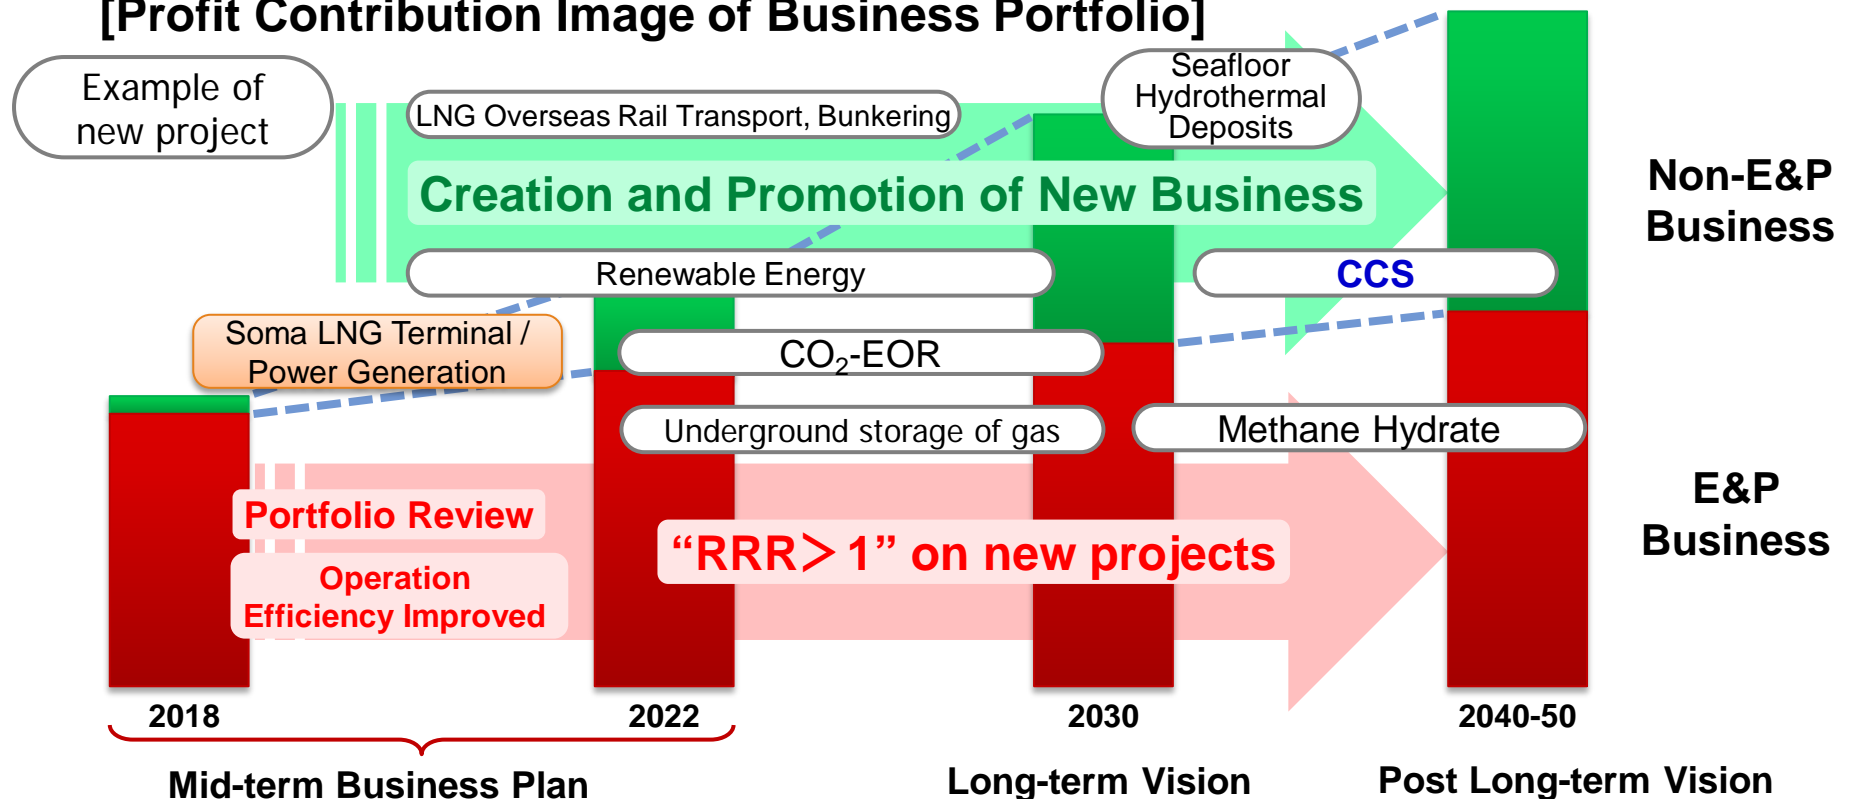 [Profit Contribution Image of Business Portfolio]
Example of
new project
LNG Overseas Rail Transport, Bunkering
Seafloor
Hydrothermal
Deposits
Creation and Promotion of New Business
Non-E&P
Business
Renewable Energy
CCS
Soma LNG Terminal /
Power Generation
CO₂-EOR
Underground storage of gas
Methane Hydrate
Portfolio Review
Operation
Efficiency Improved
“RRR＞1” on new projects
E&P
Business
2018
2022
2030
2040-50
Mid-term Business Plan
Long-term Vision
Post Long-term Vision